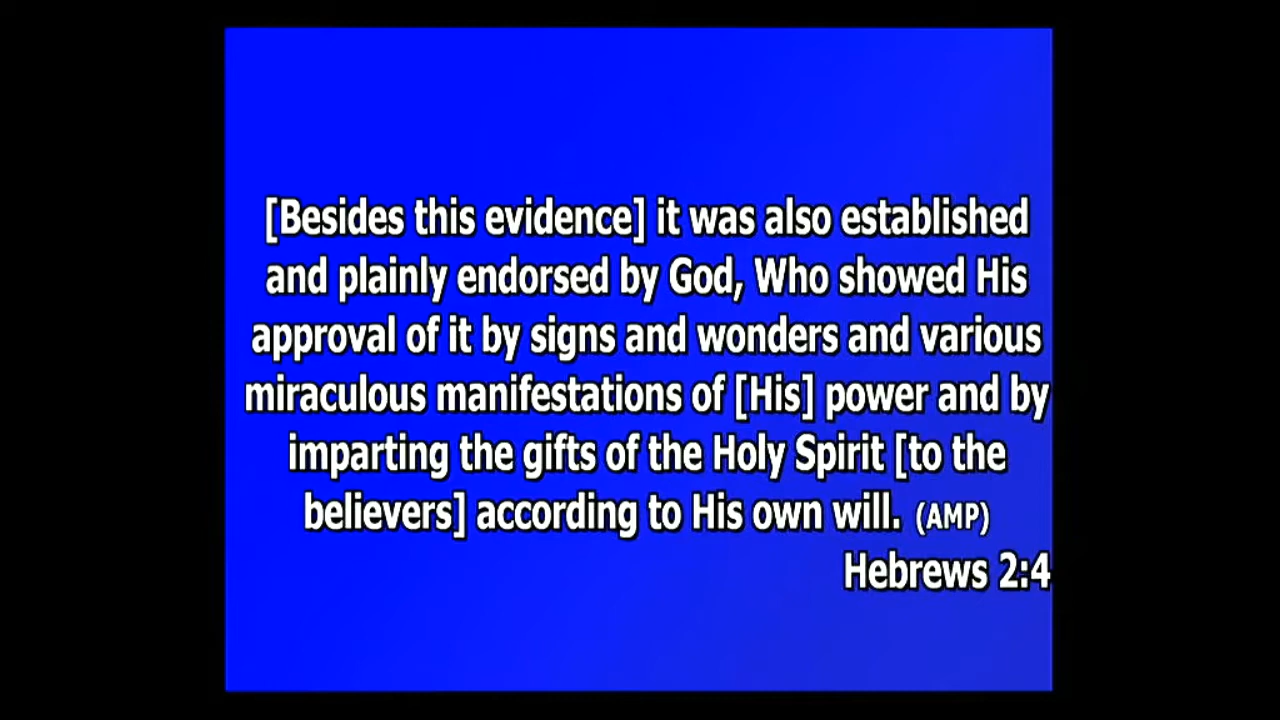 [Besides this evidence] it was also established
and plainly endorsed by God, Who showed His
approval of it by signs and wonders and various
miraculous manifestations of [His] power and by
imparting the gifts of the Holy Spirit [to the
believers] according to His own will. (AMP)
Hebrews 2:4